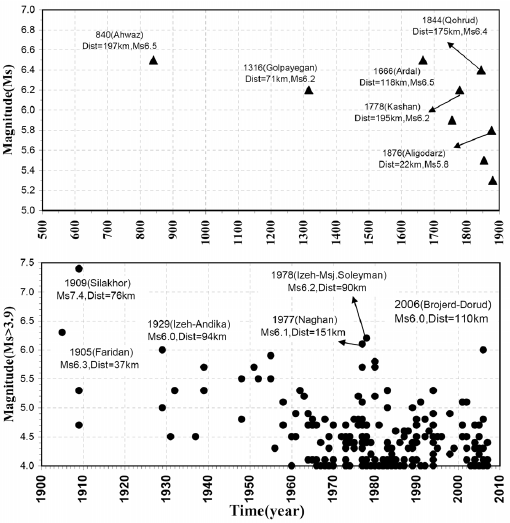 Magnitude(Ms)
7.0
6.8
6.6
6.4
6.2
6.0
5.8
5.6
5.4
5.2
5.0
840(Ahwaz)
Dist=197km,Ms6.5
1316(Golpayegan)
Dist=71km,Ms6.2
1844(Qohrud)
Dist=175km,Ms6.4
1666(Ardal)
Dist=118km,Ms6.5
1778(Kashan)
Dist=195km,Ms6.2
1876(Aligodarz)
Dist=22km,Ms5.8
500 600 700 800 900 1000 1100 1200 1300 1400 1500 1600 1700 1800 1900
Magnitude(Ms>3.9)
7.5
7.0
6.5
6.0
5.5
5.0
4.5
4.0
1909(Silakhor)
Ms7.4,Dist=76km
1905(Faridan)
Ms6.3,Dist=37km
1929(Izeh-Andika)
Ms6.0,Dist=94km
1978(Izeh-Msj.Soleyman)
Ms6.2,Dist=90km
1977(Naghan)
Ms6.1,Dist=151km
2006(Brojerd-Dorud)
Ms6.0,Dist=110km
1900 1910 1920 1930 1940 1950 1960 1970 1980 1990 2000 2010
Time(year)